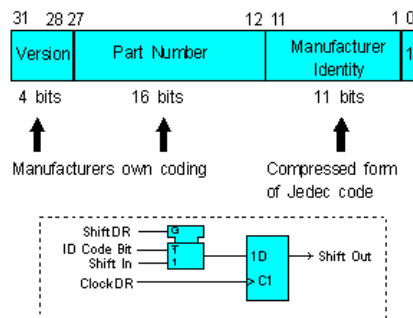 31 28 27 12 11 1 0
Version Part Number Manufacturer Identity 1
4 bits 16 bits 11 bits
Manufacturers own coding
Compressed form
of Jedec code
ShiftDR G
ID Code Bit 1
Shift In 1
1D Shift Out
ClockDR C1